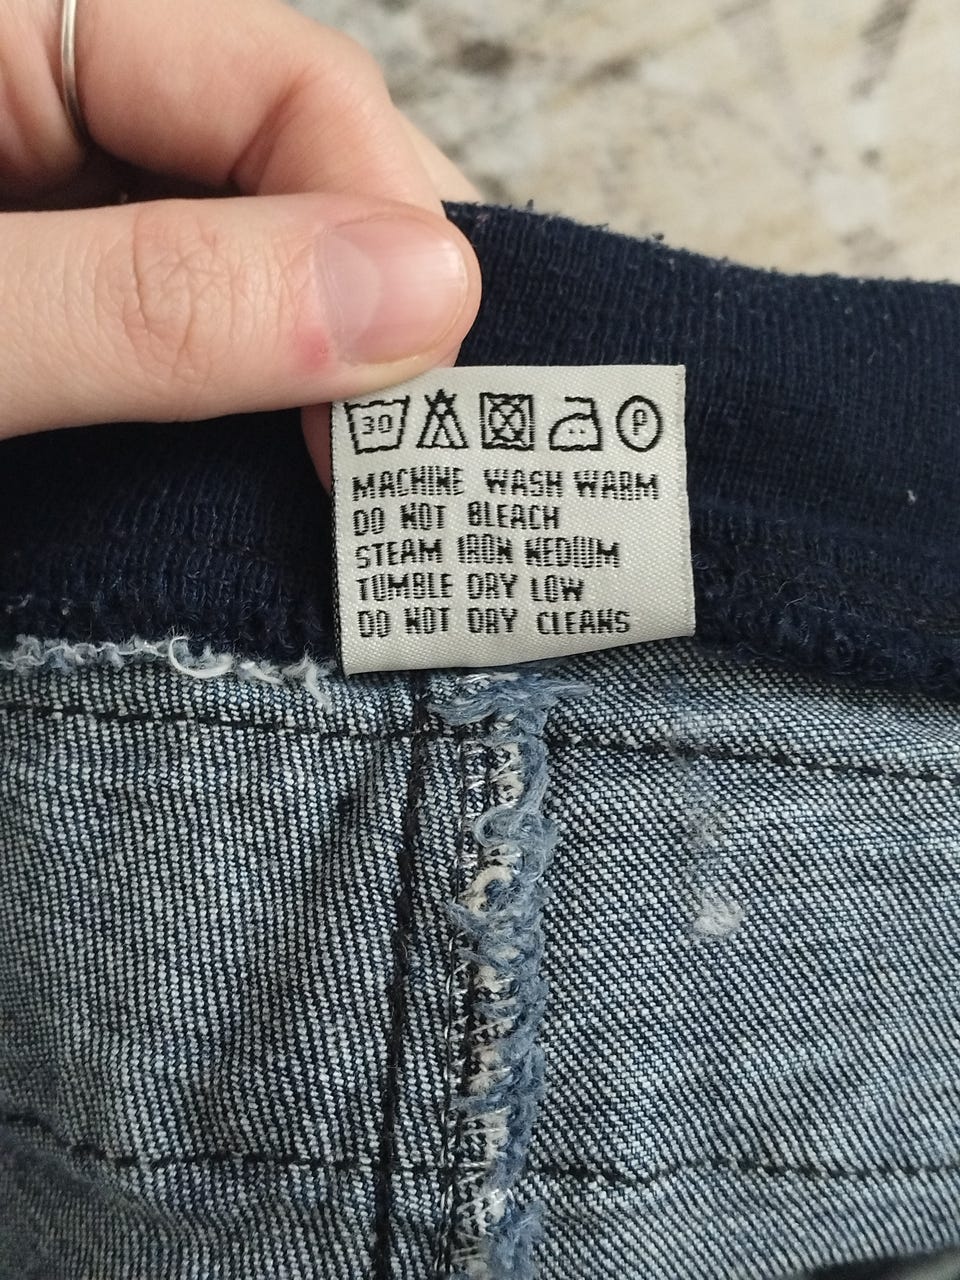 30 P
MACHINE WASH WARM
DO NOT BLEACH
STEAM IRON MEDIUM
TUMBLE DRY LOW
DO NOT DRY CLEANS